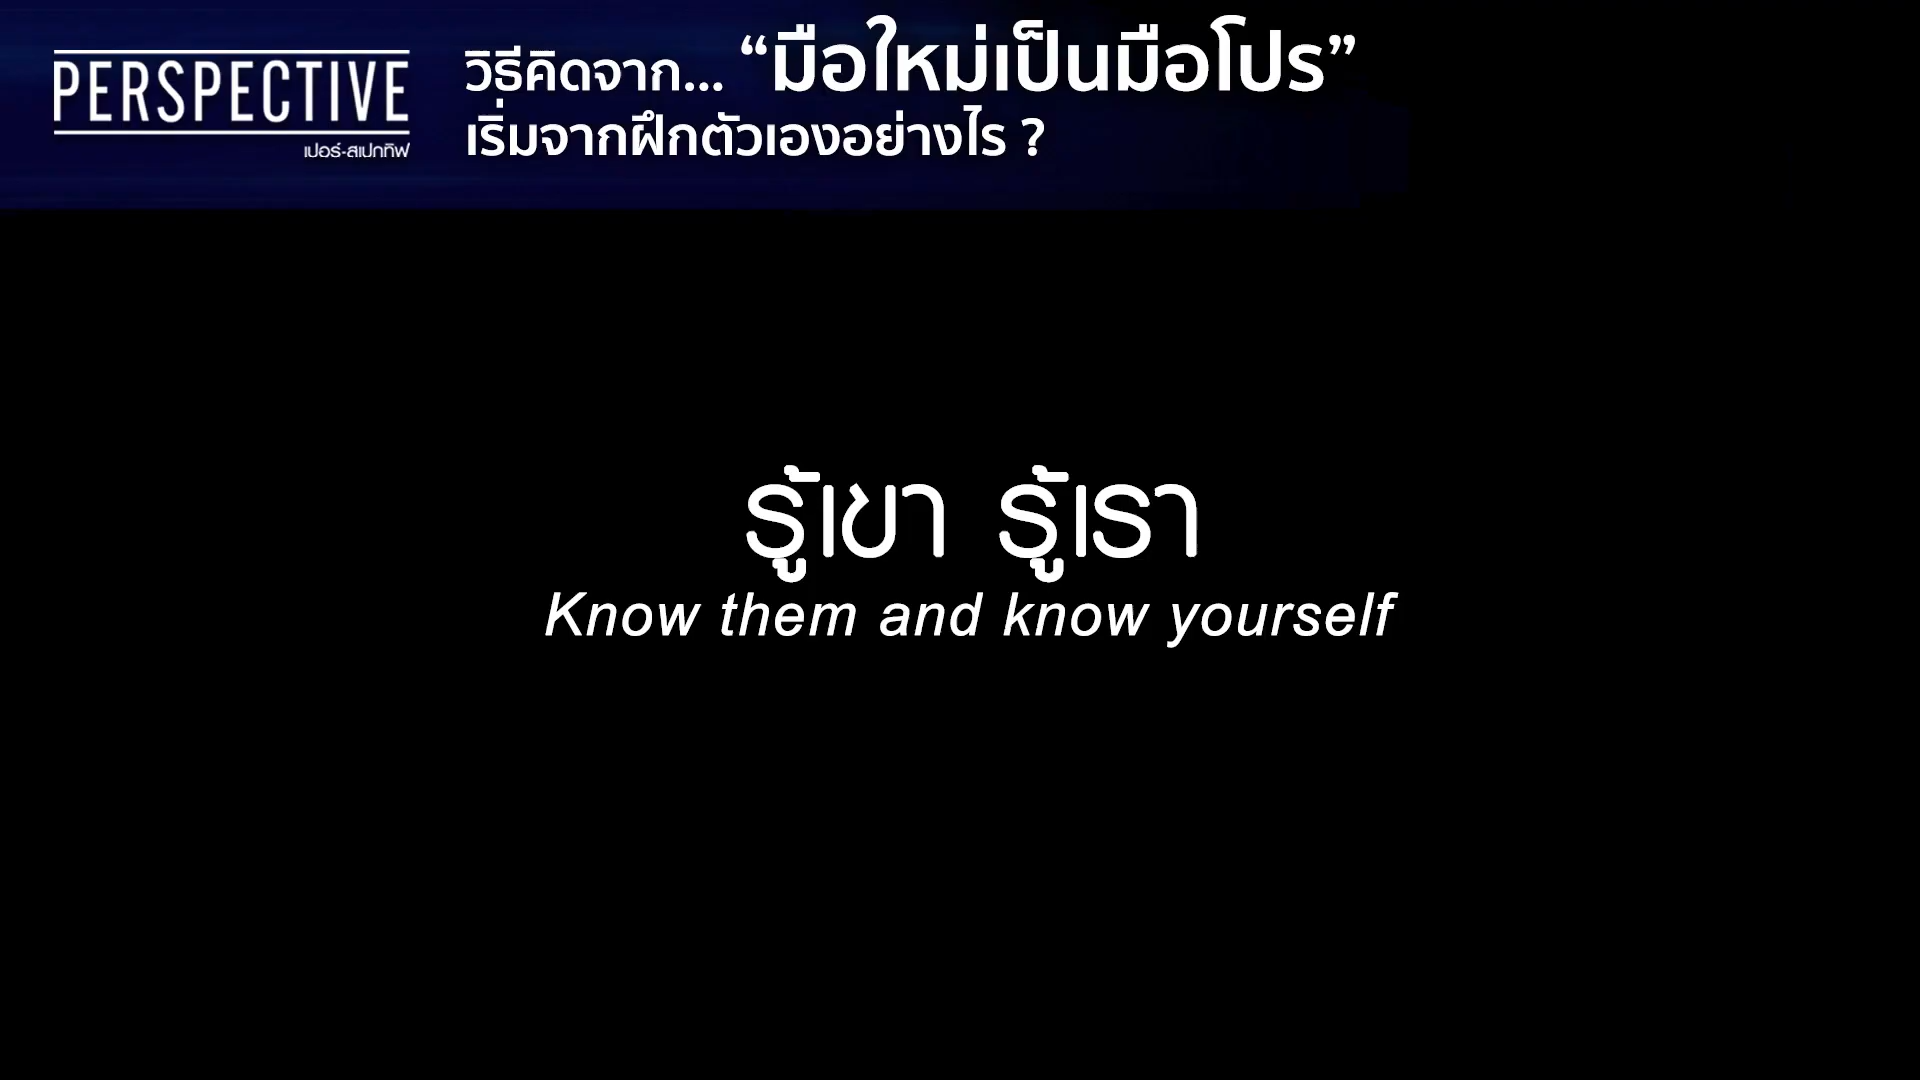 PERSPECTIVE
เปอร์-สเปกทิฟ
วิธีคิดจาก... “มือใหม่เป็นมือโปร”
เริ่มจากฝึกตัวเองอย่างไร ?
รู้เขา รู้เรา
Know them and know yourself